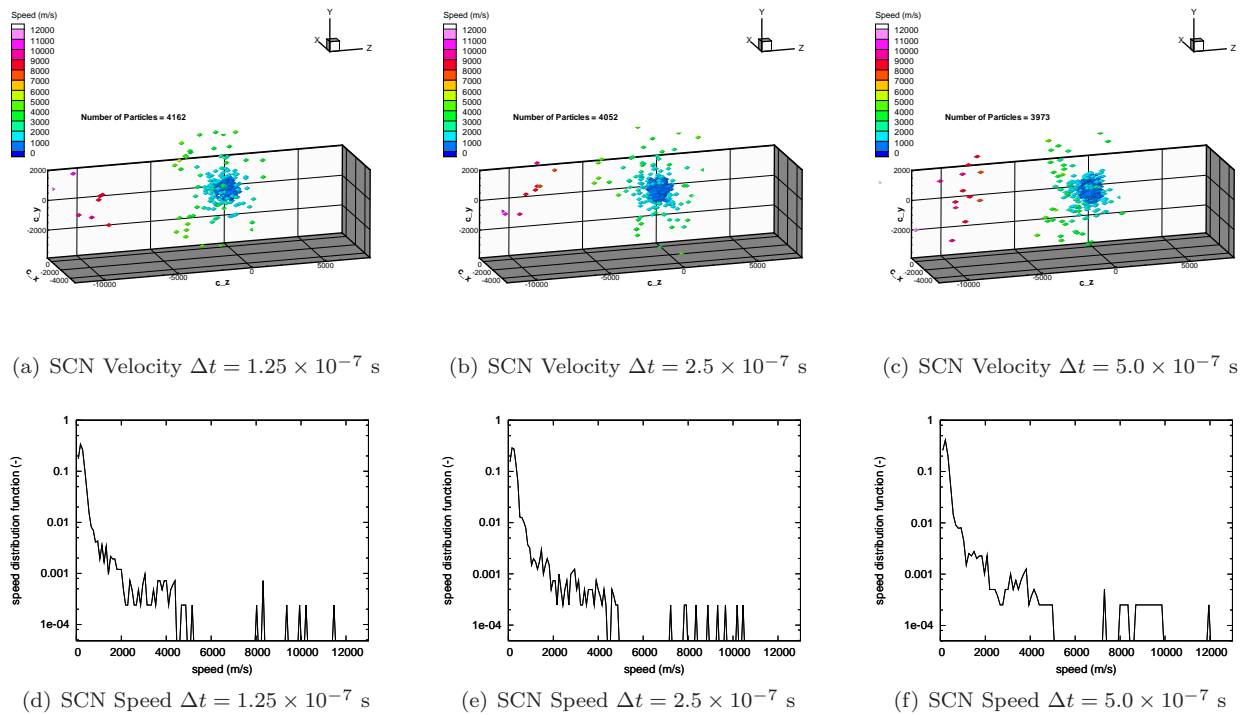 Speed (m/s)
12000
11000
10000
9000
8000
7000
6000
5000
4000
3000
2000
1000
0
Y
X
Z
Number of Particles = 4162
2000
0
-2000
c_y
c_x
-2000
-4000
-10000
-5000
0
5000
c_z
Speed (m/s)
12000
11000
10000
9000
8000
7000
6000
5000
4000
3000
2000
1000
0
Y
X
Z
Number of Particles = 4052
2000
0
-2000
c_y
c_x
-2000
-4000
-10000
-5000
0
5000
c_z
Speed (m/s)
12000
11000
10000
9000
8000
7000
6000
5000
4000
3000
2000
1000
0
Y
X
Z
Number of Particles = 3973
2000
0
-2000
c_y
c_x
-2000
-4000
-10000
-5000
0
5000
c_z
(a) SCN Velocity Δt = 1.25 × 10⁻⁷ s
(b) SCN Velocity Δt = 2.5 × 10⁻⁷ s
(c) SCN Velocity Δt = 5.0 × 10⁻⁷ s
1
0.1
0.01
0.001
1e-04
speed distribution function (-)
0 2000 4000 6000 8000 10000 12000
speed (m/s)
1
0.1
0.01
0.001
1e-04
speed distribution function (-)
0 2000 4000 6000 8000 10000 12000
speed (m/s)
1
0.1
0.01
0.001
1e-04
speed distribution function (-)
0 2000 4000 6000 8000 10000 12000
speed (m/s)
(d) SCN Speed Δt = 1.25 × 10⁻⁷ s
(e) SCN Speed Δt = 2.5 × 10⁻⁷ s
(f) SCN Speed Δt = 5.0 × 10⁻⁷ s